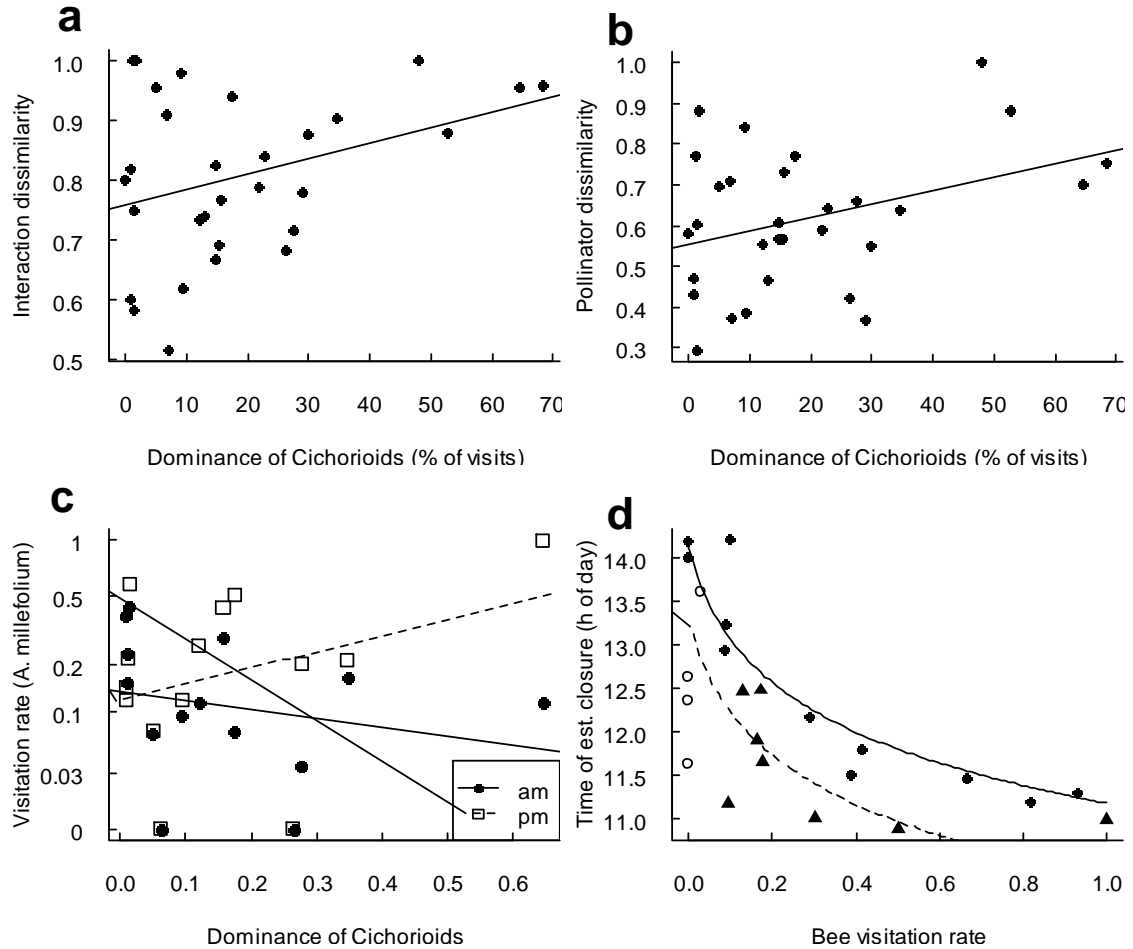 a
Interaction dissimilarity
1.0
0.9
0.8
0.7
0.6
0.5
0 10 20 30 40 50 60 70
Dominance of Cichorioids (% of visits)
b
Pollinator dissimilarity
1.0
0.9
0.8
0.7
0.6
0.5
0.4
0.3
0 10 20 30 40 50 60 70
Dominance of Cichorioids (% of visits)
c
Visitation rate (A. millefolium)
1
0.5
0.2
0.1
0.03
0
am
pm
0.0 0.1 0.2 0.3 0.4 0.5 0.6
Dominance of Cichorioids
d
Time of est. closure (h of day)
14.0
13.5
13.0
12.5
12.0
11.5
11.0
0.0 0.2 0.4 0.6 0.8 1.0
Bee visitation rate